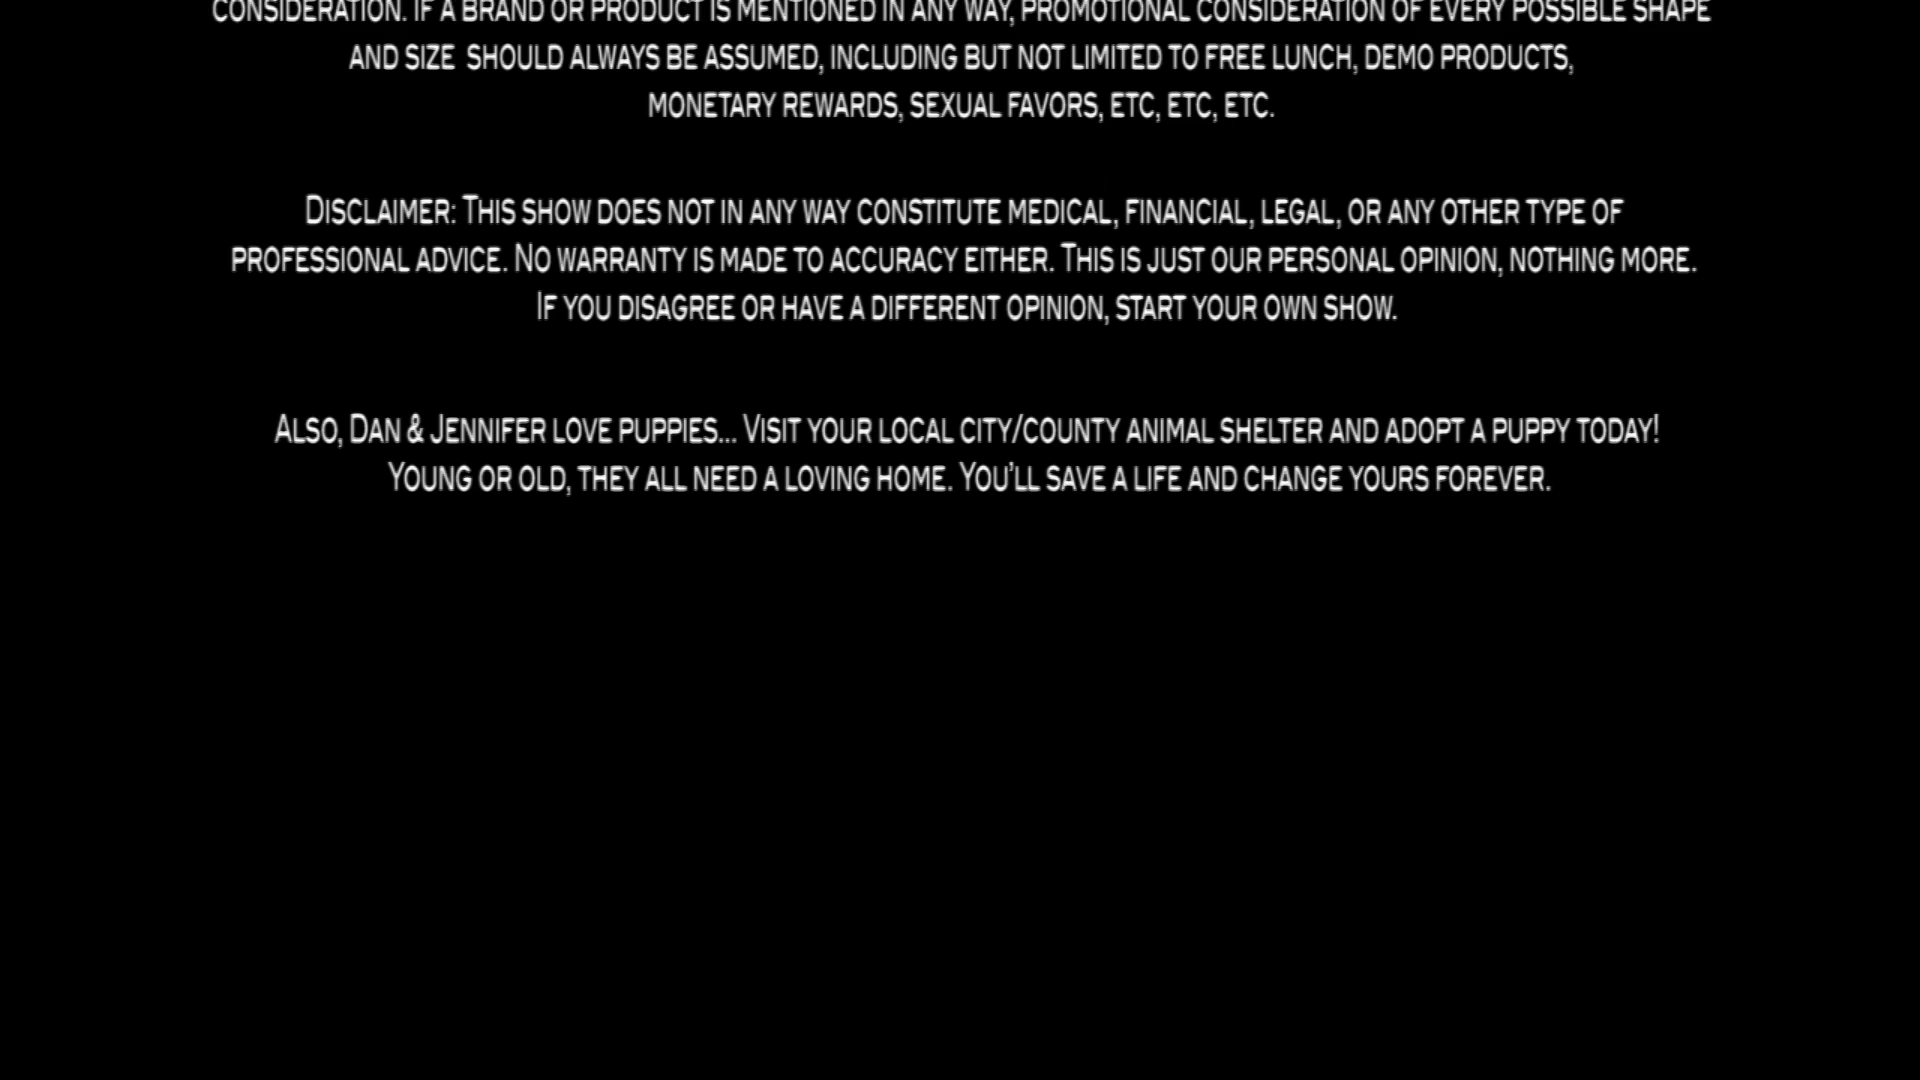 CONSIDERATION. IF A BRAND OR PRODUCT IS MENTIONED IN ANY WAY, PROMOTIONAL CONSIDERATION OF EVERY POSSIBLE SHAPE
AND SIZE SHOULD ALWAYS BE ASSUMED, INCLUDING BUT NOT LIMITED TO FREE LUNCH, DEMO PRODUCTS,
MONETARY REWARDS, SEXUAL FAVORS, ETC, ETC, ETC.
DISCLAIMER: THIS SHOW DOES NOT IN ANY WAY CONSTITUTE MEDICAL, FINANCIAL, LEGAL, OR ANY OTHER TYPE OF
PROFESSIONAL ADVICE. NO WARRANTY IS MADE TO ACCURACY EITHER. THIS IS JUST OUR PERSONAL OPINION, NOTHING MORE.
IF YOU DISAGREE OR HAVE A DIFFERENT OPINION, START YOUR OWN SHOW.
ALSO, DAN & JENNIFER LOVE PUPPIES... VISIT YOUR LOCAL CITY/COUNTY ANIMAL SHELTER AND ADOPT A PUPPY TODAY!
YOUNG OR OLD, THEY ALL NEED A LOVING HOME. YOU'LL SAVE A LIFE AND CHANGE YOURS FOREVER.